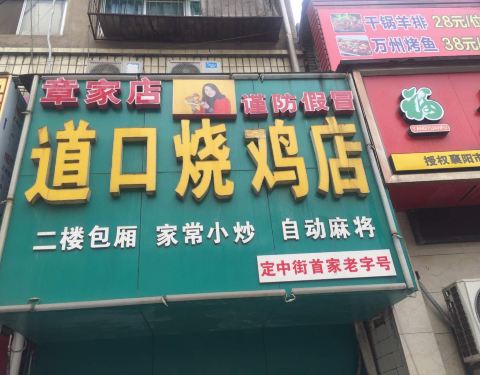 章家店 谨防假冒
道口烧鸡店
二楼包厢 家常小炒 自动麻将
定中街首家老字号
干锅羊排 28元/位
万州烤鱼 38元/
福
授权襄阳市